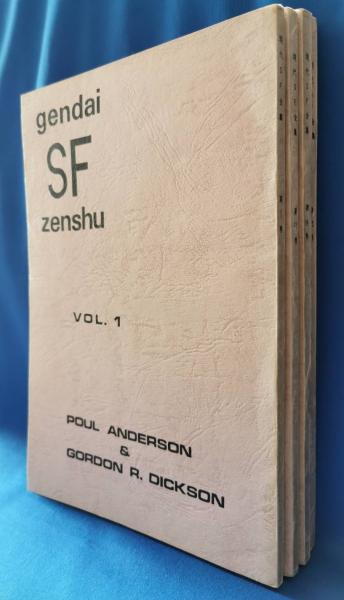 gendai
SF
zenshu
VOL. 1
POUL ANDERSON
&
GORDON R. DICKSON